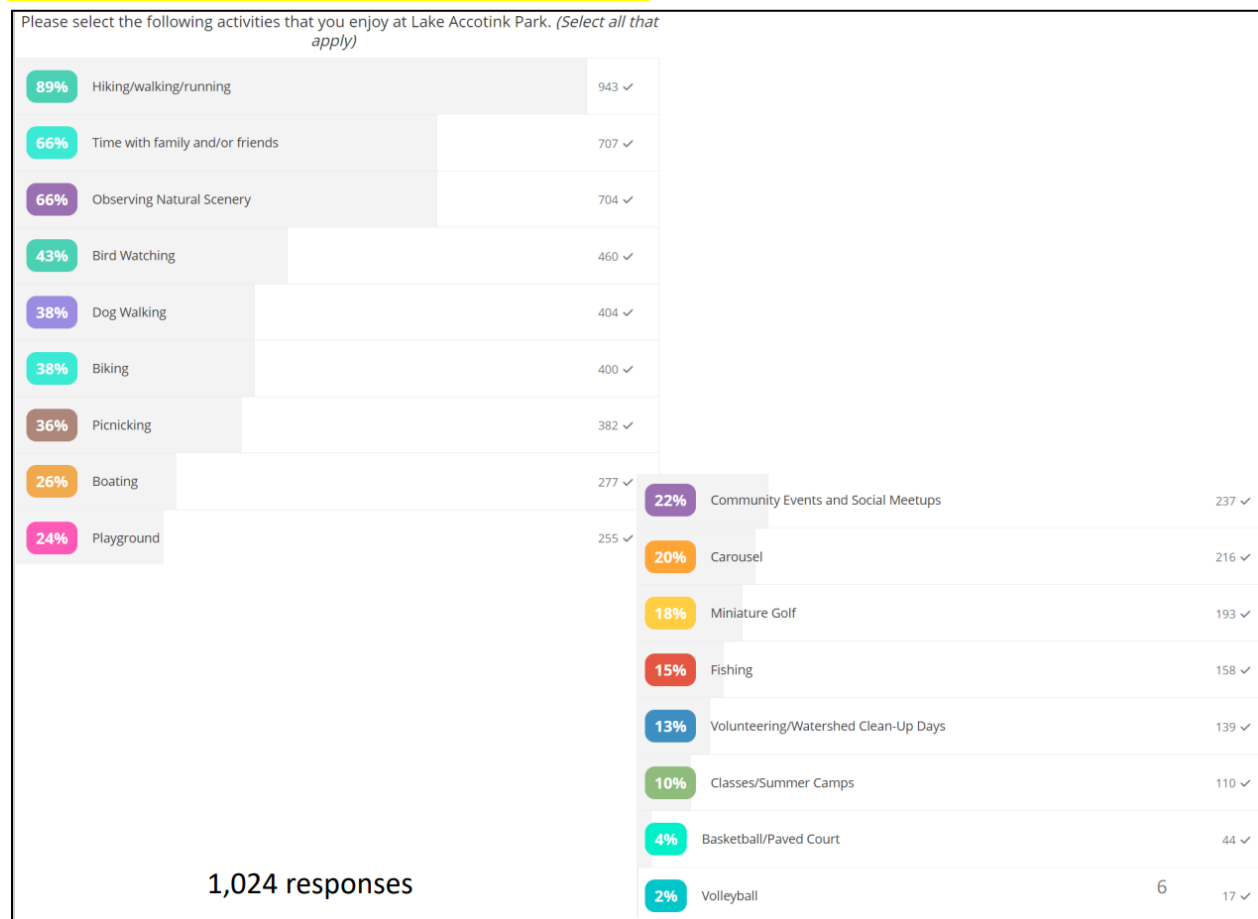 Please select the following activities that you enjoy at Lake Accotink Park. (Select all that
apply)
89% Hiking/walking/running 943 ✓
66% Time with family and/or friends 707 ✓
66% Observing Natural Scenery 704 ✓
43% Bird Watching 460 ✓
38% Dog Walking 404 ✓
38% Biking 400 ✓
36% Picnicking 382 ✓
26% Boating 277 ✓
24% Playground 255 ✓
22% Community Events and Social Meetups 237 ✓
20% Carousel 216 ✓
18% Miniature Golf 193 ✓
15% Fishing 158 ✓
13% Volunteering/Watershed Clean-Up Days 139 ✓
10% Classes/Summer Camps 110 ✓
4% Basketball/Paved Court 44 ✓
2% Volleyball 17 ✓
1,024 responses
6